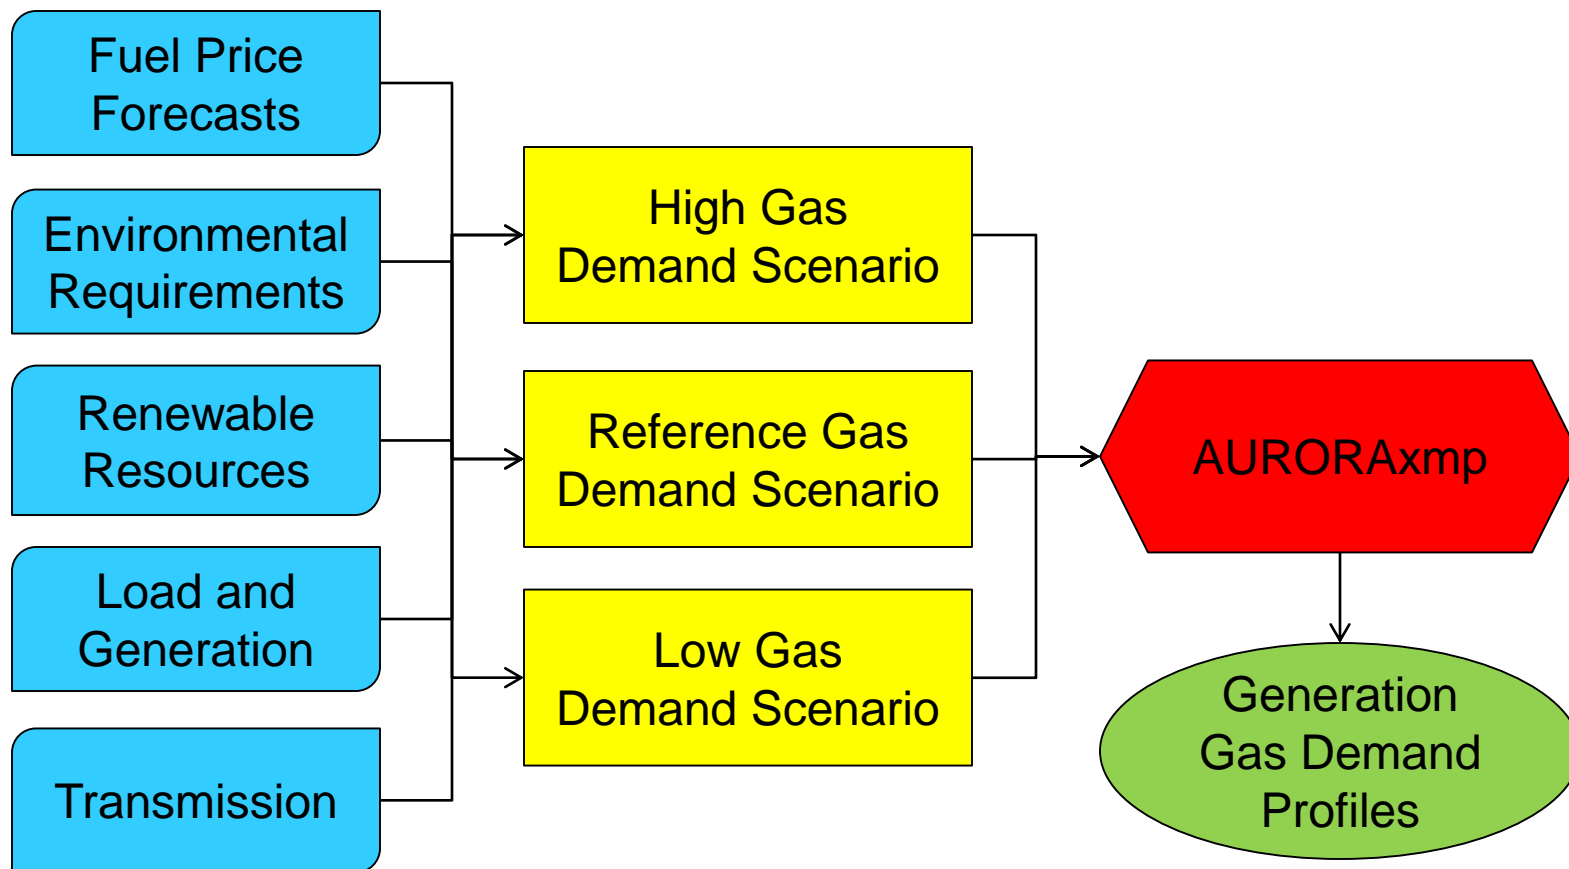 Fuel Price
Forecasts
Environmental
Requirements
Renewable
Resources
Load and
Generation
Transmission
High Gas
Demand Scenario
Reference Gas
Demand Scenario
Low Gas
Demand Scenario
AURORAxmp
Generation
Gas Demand
Profiles